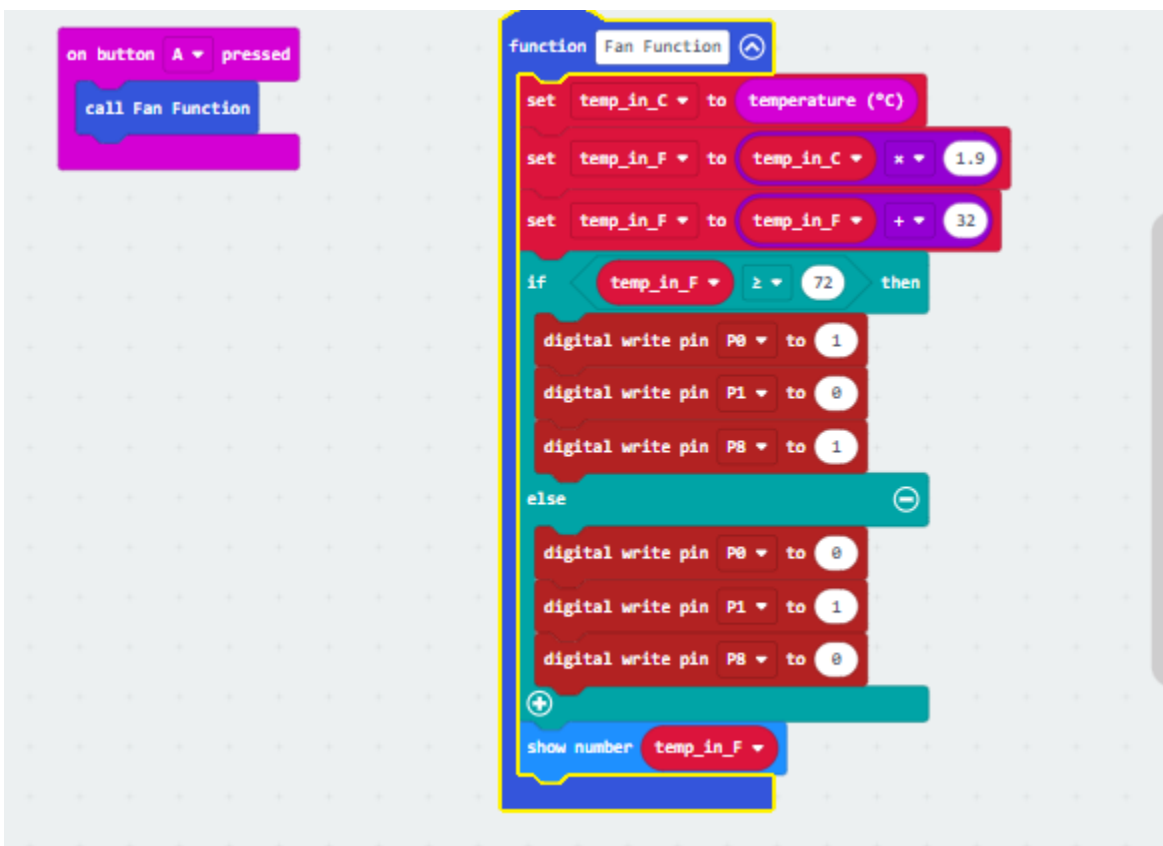 on button A pressed
call Fan Function
function Fan Function
set temp_in_C to temperature (°C)
set temp_in_F to temp_in_C × 1.9
set temp_in_F to temp_in_F + 32
if temp_in_F ≥ 72 then
digital write pin P0 to 1
digital write pin P1 to 0
digital write pin P8 to 1
else
digital write pin P0 to 0
digital write pin P1 to 1
digital write pin P8 to 0
show number temp_in_F